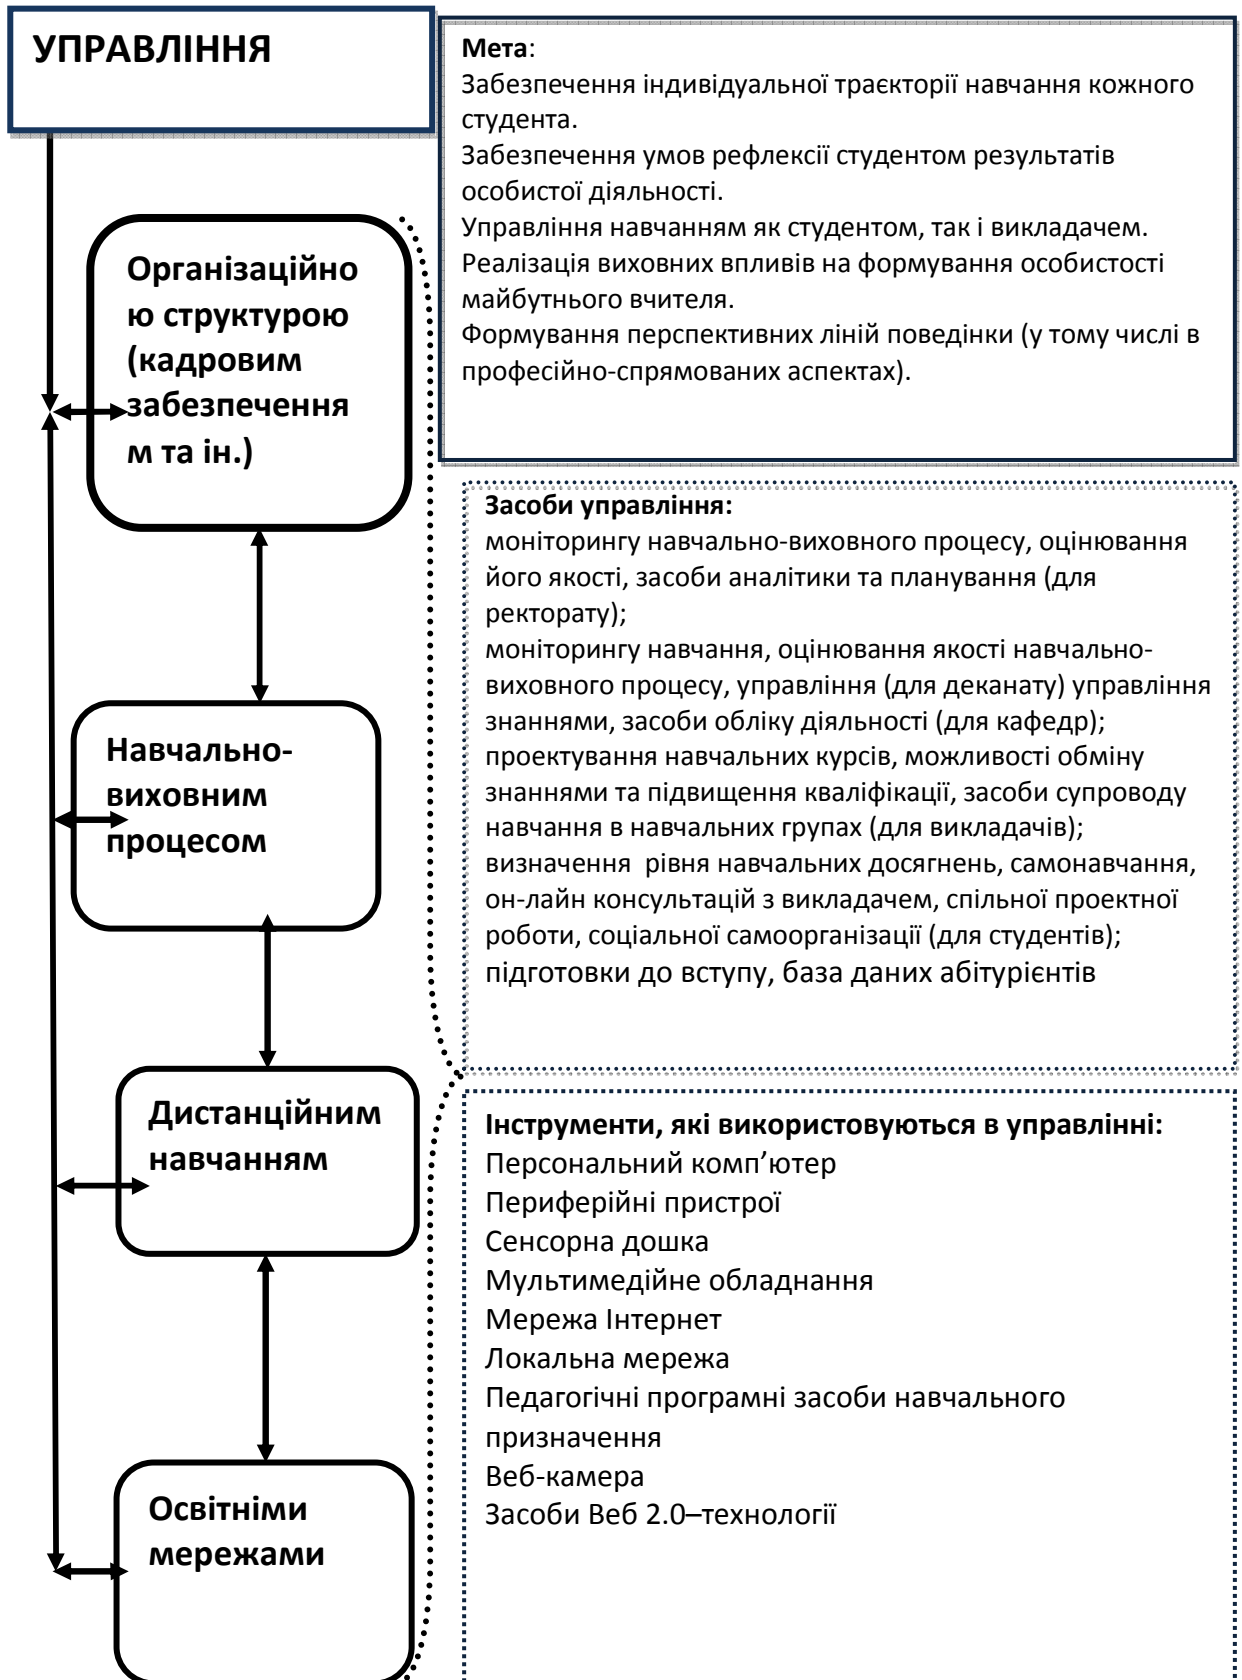 УПРАВЛІННЯ
Мета:
Забезпечення індивідуальної траєкторії навчання кожного
студента.
Забезпечення умов рефлексії студентом результатів
особистої діяльності.
Управління навчанням як студентом, так і викладачем.
Реалізація виховних впливів на формування особистості
майбутнього вчителя.
Формування перспективних ліній поведінки (у тому числі в
професійно-спрямованих аспектах).
Організаційно
ю структурою
(кадровим
забезпечення
м та ін.)
Засоби управління:
моніторингу навчально-виховного процесу, оцінювання
його якості, засоби аналітики та планування (для
ректорату);
моніторингу навчання, оцінювання якості навчально-
виховного процесу, управління (для деканату) управління
знаннями, засоби обліку діяльності (для кафедр);
проектування навчальних курсів, можливості обміну
знаннями та підвищення кваліфікації, засоби супроводу
навчання в навчальних групах (для викладачів);
визначення  рівня навчальних досягнень, самонавчання,
он-лайн консультацій з викладачем, спільної проектної
роботи, соціальної самоорганізації (для студентів);
підготовки до вступу, база даних абітурієнтів
Навчально-
виховним
процесом
Дистанційним
навчанням
Інструменти, які використовуються в управлінні:
Персональний комп’ютер
Периферійні пристрої
Сенсорна дошка
Мультимедійне обладнання
Мережа Інтернет
Локальна мережа
Педагогічні програмні засоби навчального
призначення
Веб-камера
Засоби Веб 2.0–технології
Освітніми
мережами